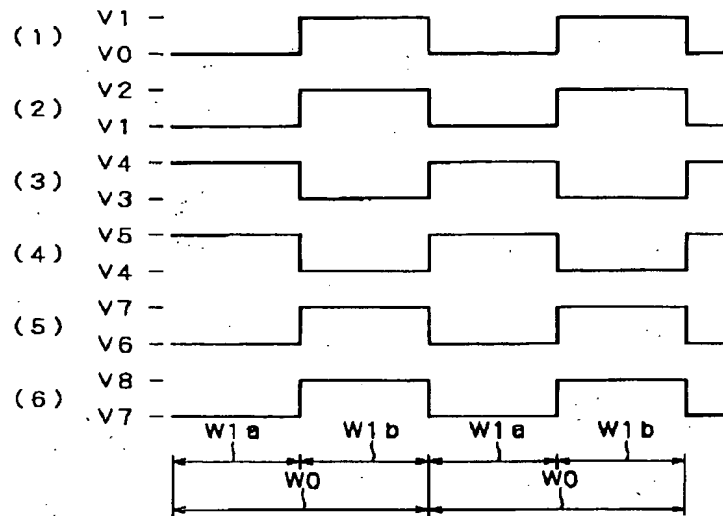 V1
(1)
V0
V2
(2)
V1
V4
(3)
V3
V5
(4)
V4
V7
(5)
V6
V8
(6)
V7
W1a W1b W1a W1b
W0 W0